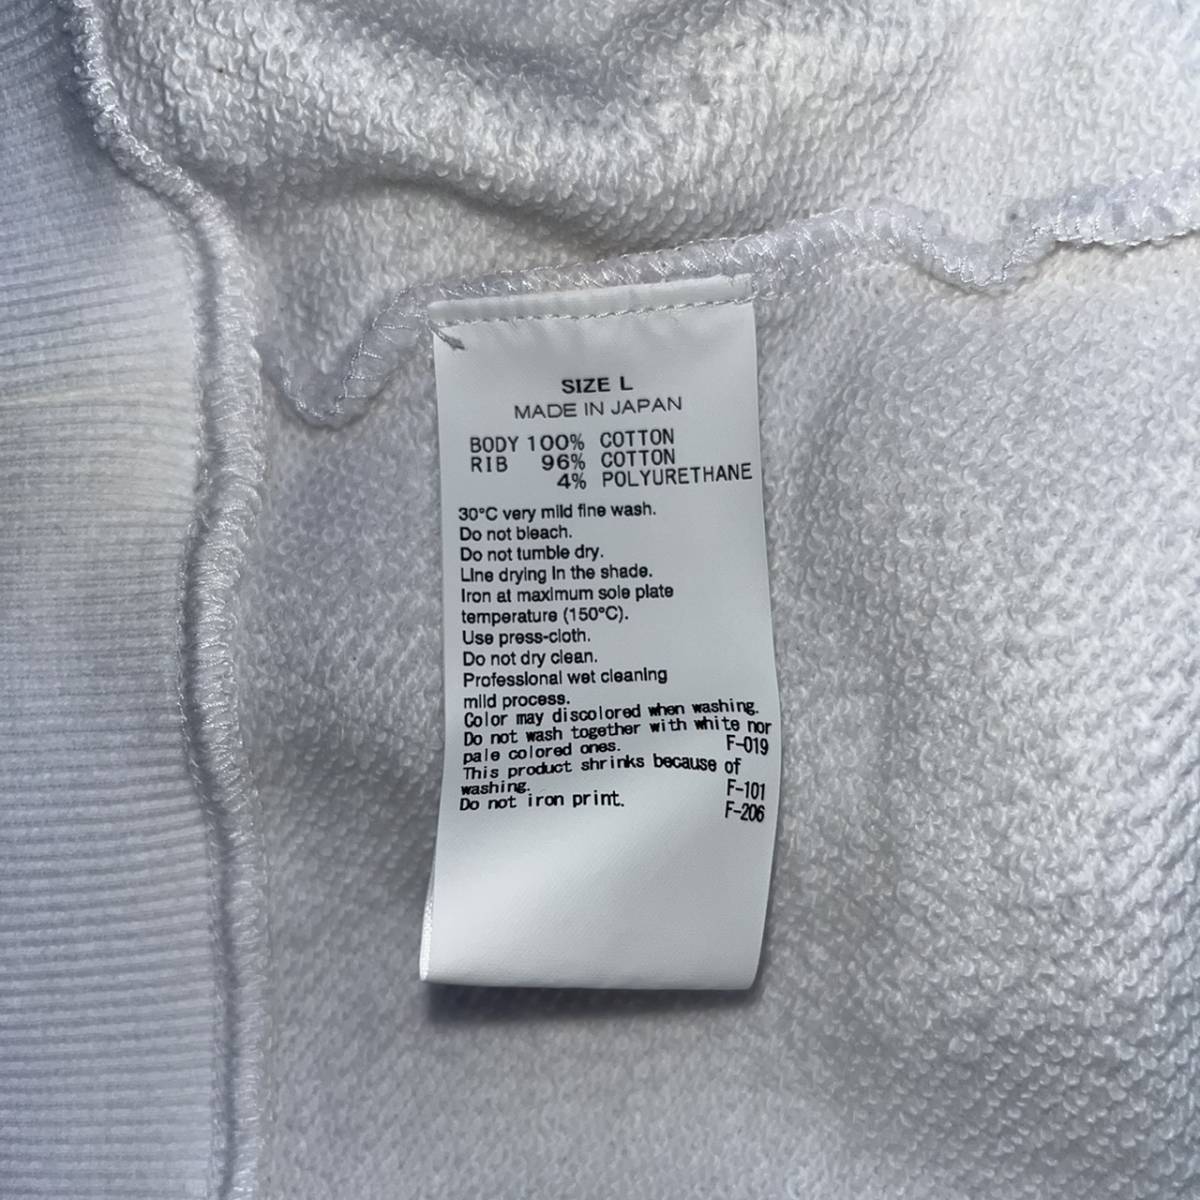 SIZE L
MADE IN JAPAN
BODY 100% COTTON
RIB 96% COTTON
4% POLYURETHANE
30°C very mild fine wash.
Do not bleach.
Do not tumble dry.
Line drying in the shade.
Iron at maximum sole plate
temperature (150°C).
Use press-cloth.
Do not dry clean.
Professional wet cleaning
mild process.
Color may discolored when washing.
Do not wash together with white nor
pale colored ones. F-019
This product shrinks because of
washing. F-101
Do not iron print. F-206